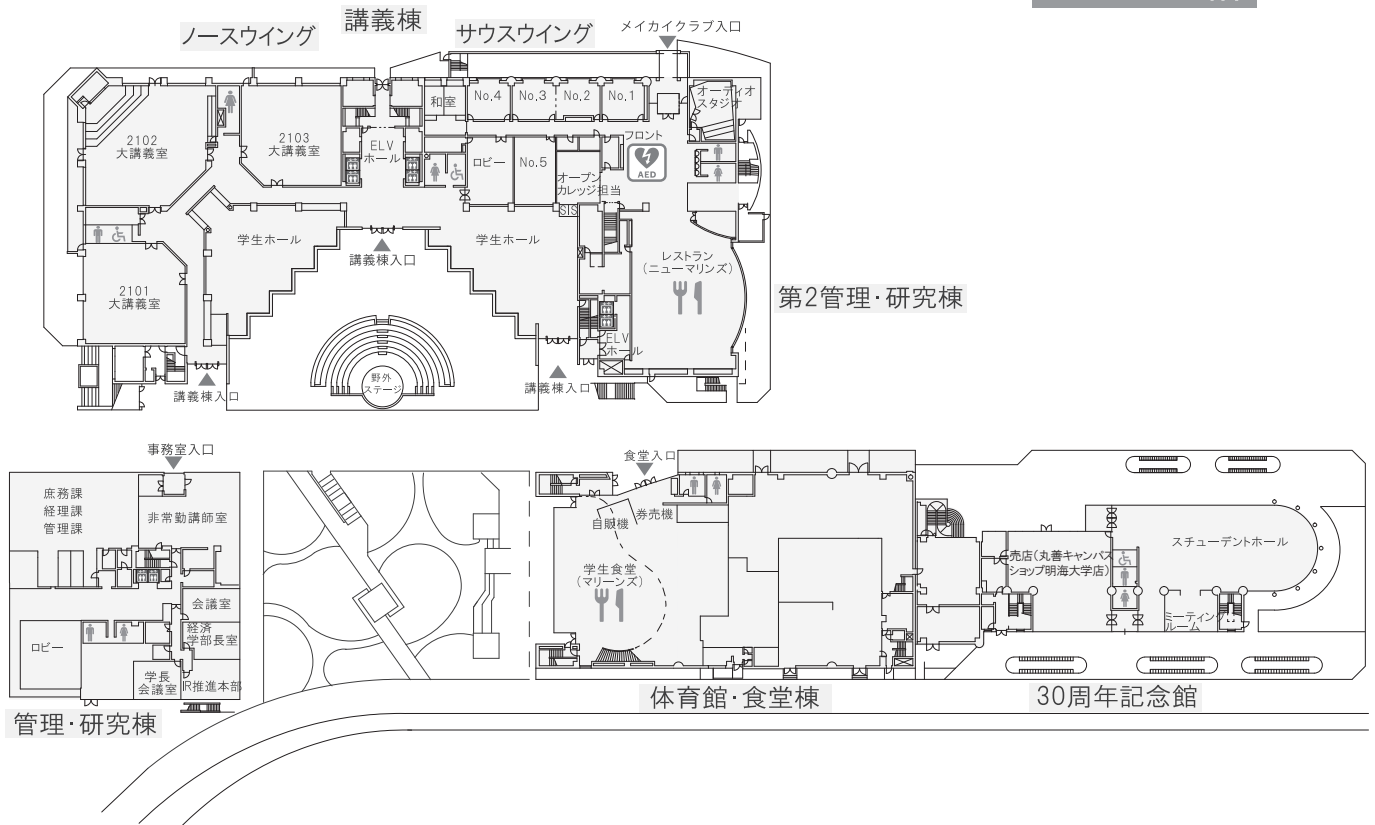 講義棟
ノースウイング
サウスウイング
メイカイクラブ入口
2102
大講義室
2103
大講義室
ELV
ホール
和室
No.4
No.3
No.2
No.1
オーディオ
スタジオ
フロント
AED
ロビー
No.5
オープン
カレッジ担当
S
S
学生ホール
講義棟入口
学生ホール
レストラン
(ニューマリンズ)
2101
大講義室
第2管理・研究棟
ELV
ホール
野外
ステージ
講義棟入口
講義棟入口
事務室入口
庶務課
経理課
管理課
非常勤講師室
会議室
経済
学部長室
ロビー
学長
会議室
IR推進本部
管理・研究棟
食堂入口
自販機
券売機
学生食堂
(マリーンズ)
体育館・食堂棟
売店(丸善キャンパス
ショップ明海大学店)
スチューデントホール
ミーティング
ルーム
30周年記念館